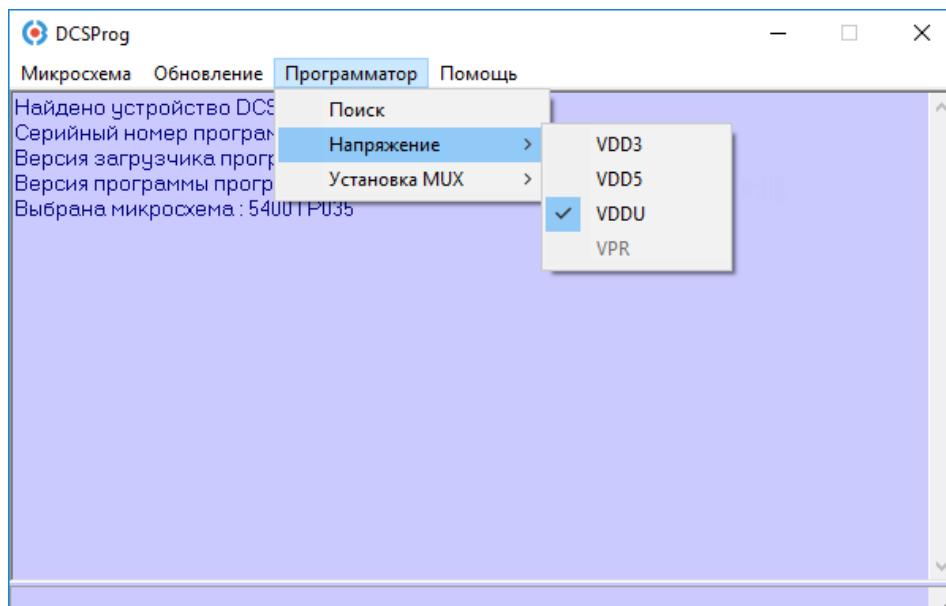 DCSProg
Микросхема Обновление Программатор Помощь
Найдено устройство DCS
Серийный номер програм
Версия загрузчика прогр
Версия программы прогр
Выбрана микросхема : 5400ТР035
Поиск
Напряжение
Установка MUX
VDD3
VDD5
VDDU
VPR